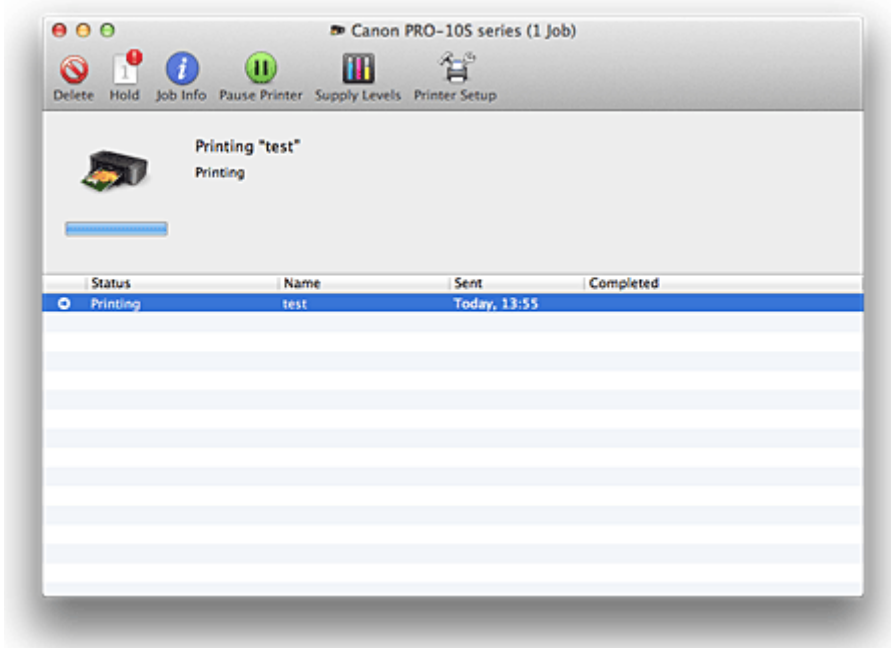 Canon PRO-10S series (1 Job)
Delete Hold Job Info Pause Printer Supply Levels Printer Setup
Printing "test"
Printing
Status Name Sent Completed
Printing test Today, 13:55